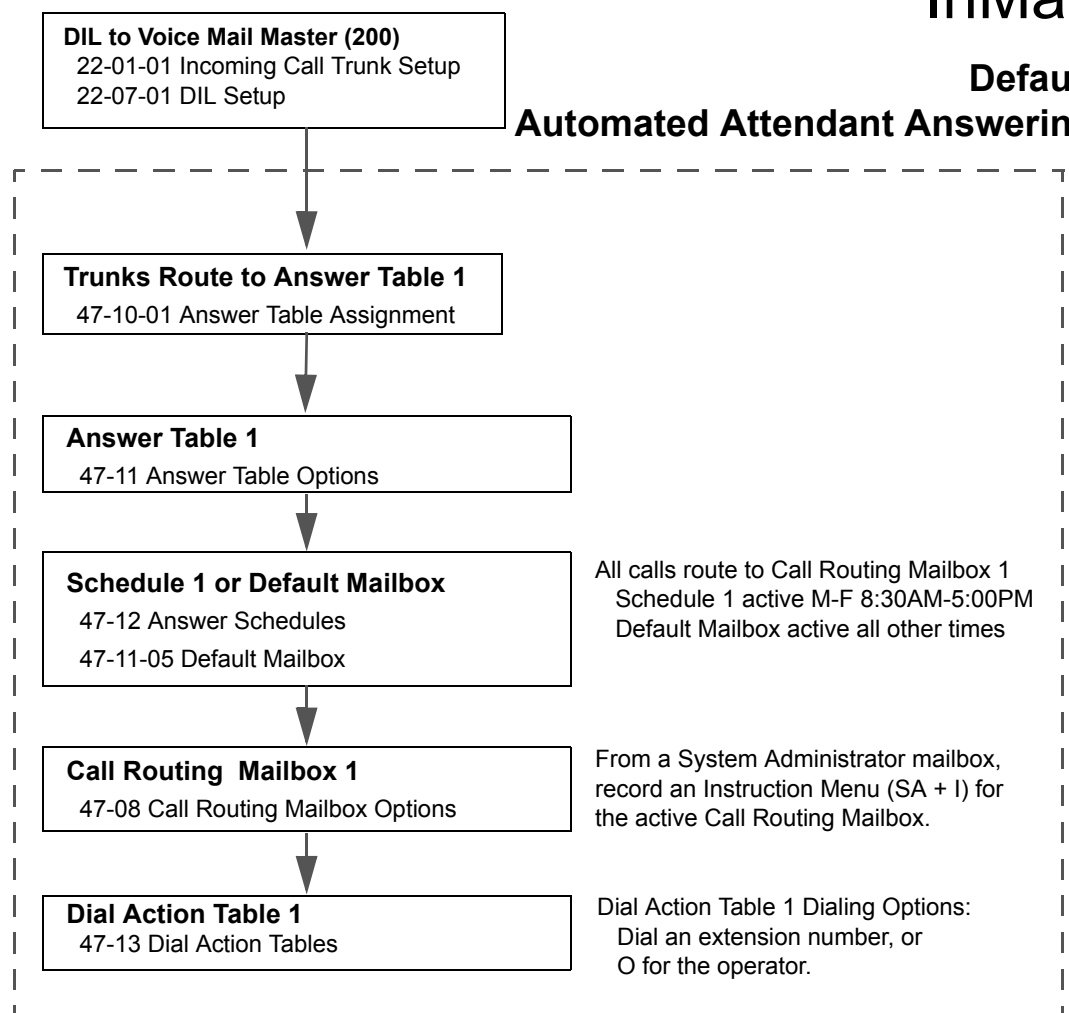 DIL to Voice Mail Master (200)
22-01-01 Incoming Call Trunk Setup
22-07-01 DIL Setup
Automated Attendant
Trunks Route to Answer Table 1
47-10-01 Answer Table Assignment
Answer Table 1
47-11 Answer Table Options
Schedule 1 or Default Mailbox
47-12 Answer Schedules
47-11-05 Default Mailbox
All calls route to Call Routing Mailbox 1
Schedule 1 active M-F 8:30AM-5:00PM
Default Mailbox active all other times
Call Routing Mailbox 1
47-08 Call Routing Mailbox Options
From a System Administrator mailbox,
record an Instruction Menu (SA + I) for
the active Call Routing Mailbox.
Dial Action Table 1
47-13 Dial Action Tables
Dial Action Table 1 Dialing Options:
Dial an extension number, or
O for the operator.